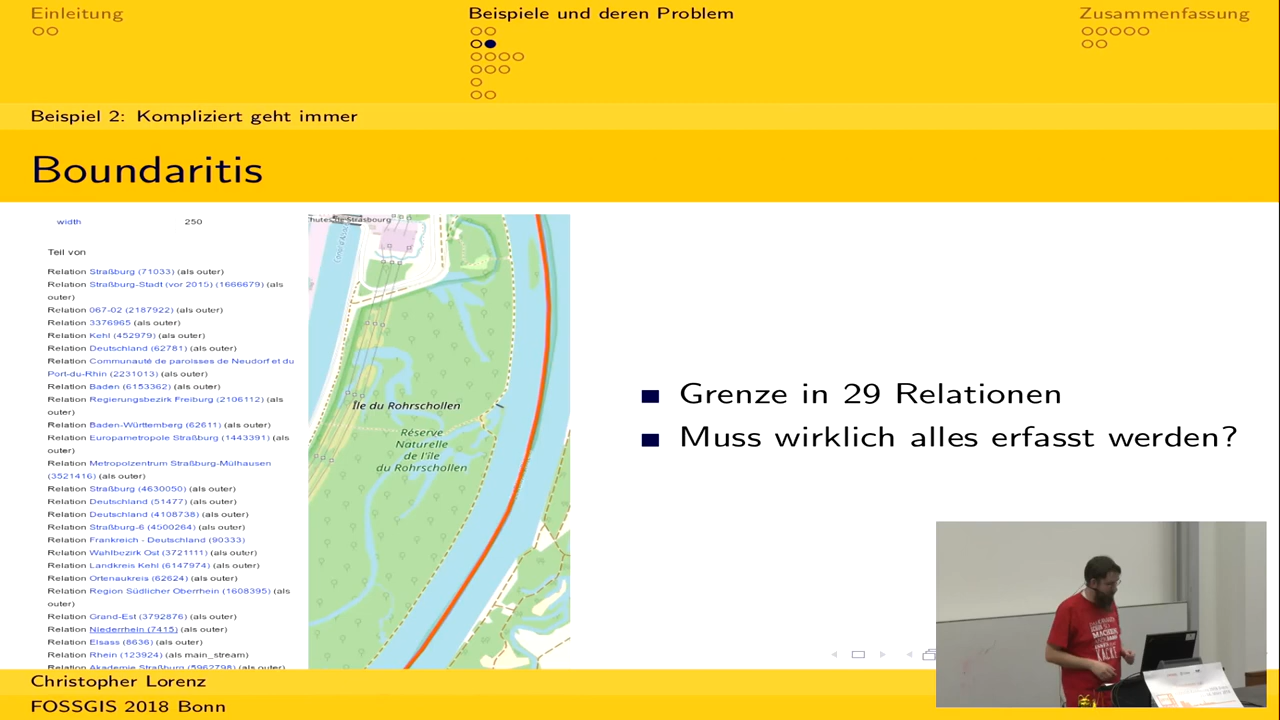 Einleitung
Beispiele und deren Problem
Zusammenfassung
Beispiel 2: Kompliziert geht immer
Boundaritis
width 250
Teil von
Relation Straßburg (71033) (als outer)
Relation Straßburg-Stadt (vor 2015) (1666679) (als
outer)
Relation 067-02 (2187922) (als outer)
Relation 3376965 (als outer)
Relation Kehl (452979) (als outer)
Relation Deutschland (62781) (als outer)
Relation Communauté de paroisses de Neudorf et du
Port-du-Rhin (2231013) (als outer)
Relation Baden (6153362) (als outer)
Relation Regierungsbezirk Freiburg (2106112) (als
outer)
Relation Baden-Württemberg (62611) (als outer)
Relation Europametropole Straßburg (1443391) (als
outer)
Relation Metropolzentrum Straßburg-Mülhausen
(3521416) (als outer)
Relation Straßburg (4630050) (als outer)
Relation Deutschland (51477) (als outer)
Relation Deutschland (4108738) (als outer)
Relation Straßburg-6 (4500264) (als outer)
Relation Frankreich - Deutschland (90333)
Relation Wahlbezirk Ost (3721111) (als outer)
Relation Landkreis Kehl (6147974) (als outer)
Relation Ortenaukreis (62624) (als outer)
Relation Region Südlicher Oberrhein (1608395) (als
outer)
Relation Grand-Est (3792876) (als outer)
Relation Niederrhein (7415) (als outer)
Relation Elsass (8636) (als outer)
Relation Rhein (123924) (als main_stream)
Relation Akademie Straßburg (5962798) (als outer)
de Strasbourg
Île du Rohrschollen
Réserve
Naturelle
de l'île
du Rohrschollen
Grenze in 29 Relationen
Muss wirklich alles erfasst werden?
Christopher Lorenz
FOSSGIS 2018 Bonn